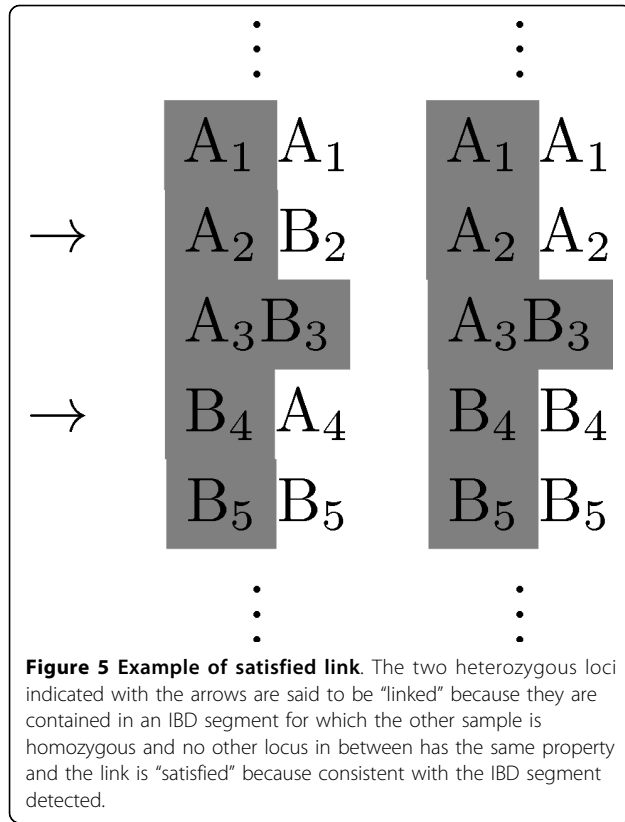 A₁ A₁ A₁ A₁
→ A₂ B₂ A₂ A₂
A₃B₃ A₃B₃
→ B₄ A₄ B₄ B₄
B₅ B₅ B₅ B₅
Figure 5 Example of satisfied link. The two heterozygous loci
indicated with the arrows are said to be “linked” because they are
contained in an IBD segment for which the other sample is
homozygous and no other locus in between has the same property
and the link is “satisfied” because consistent with the IBD segment
detected.